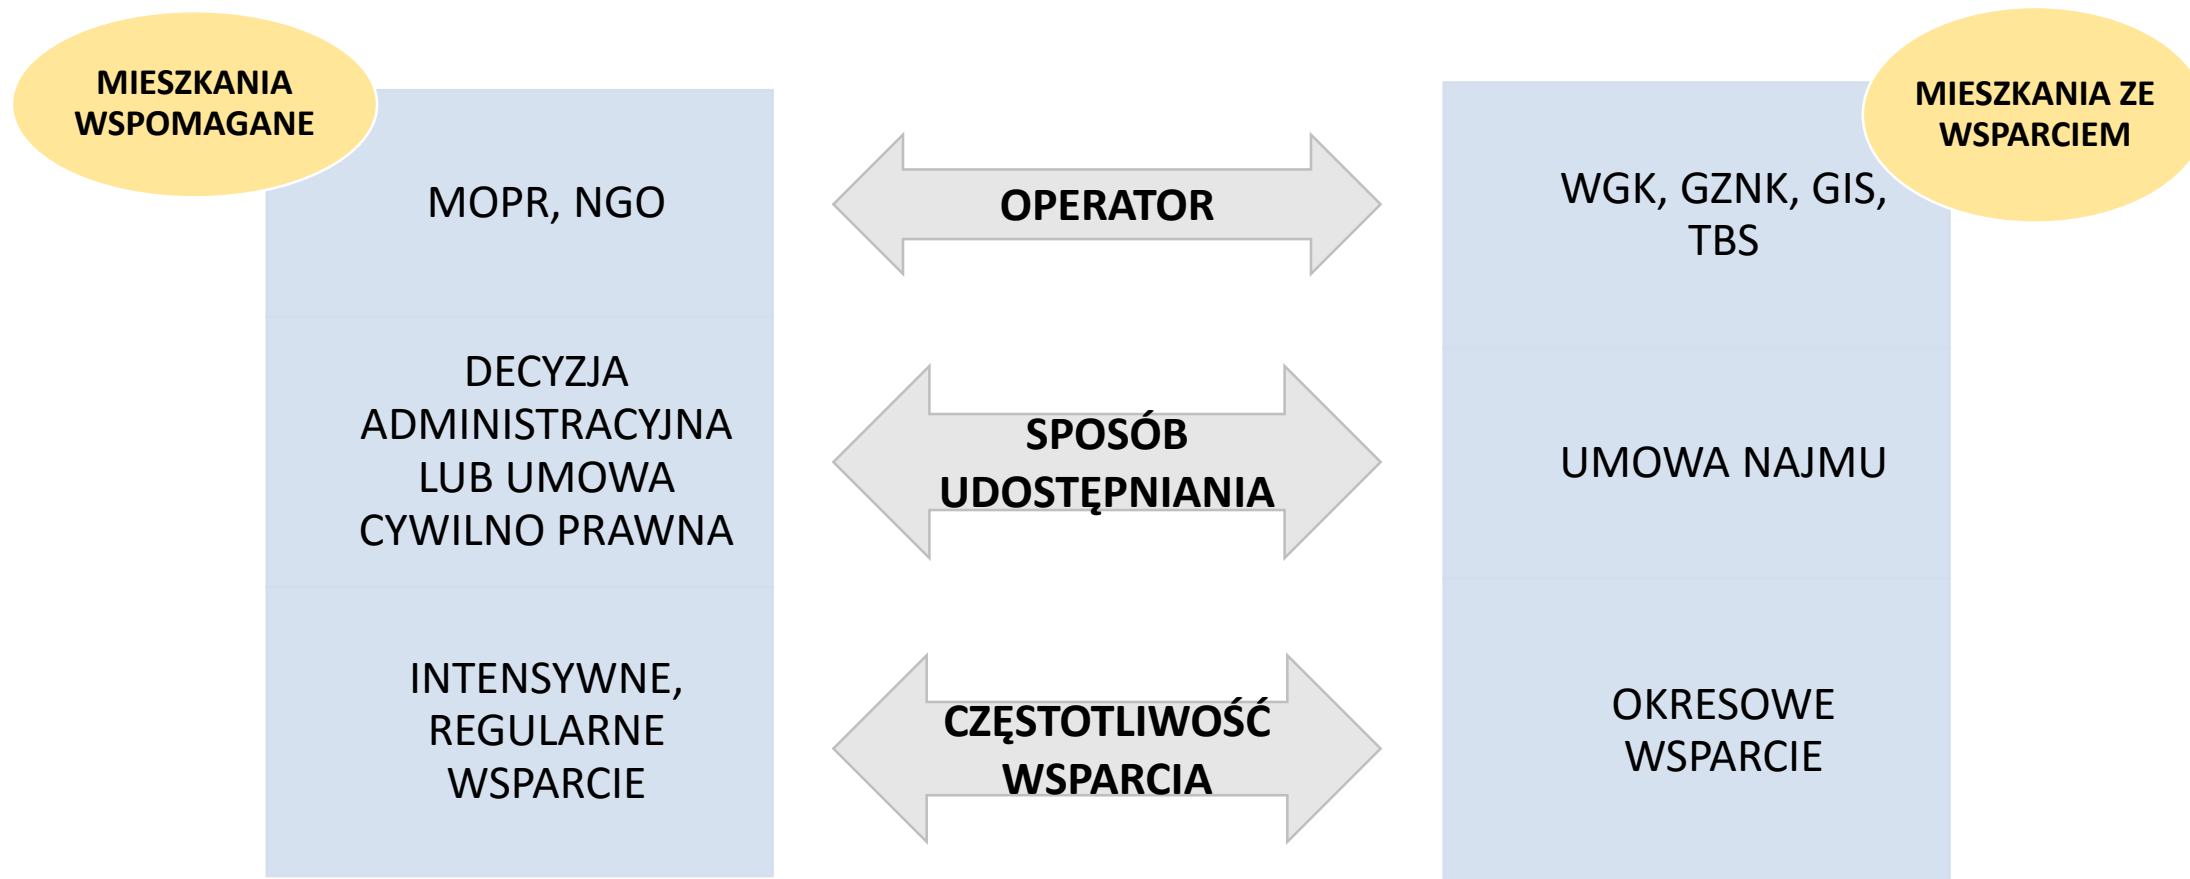 MIESZKANIA
WSPOMAGANE
MIESZKANIA ZE
WSPARCIEM
MOPR, NGO
OPERATOR
WGK, GZNK, GIS,
TBS
DECYZJA
ADMINISTRACYJNA
LUB UMOWA
CYWILNO PRAWNA
SPOSÓB
UDOSTĘPNIANIA
UMOWA NAJMU
INTENSYWNE,
REGULARNE
WSPARCIE
CZĘSTOTLIWOŚĆ
WSPARCIA
OKRESOWE
WSPARCIE